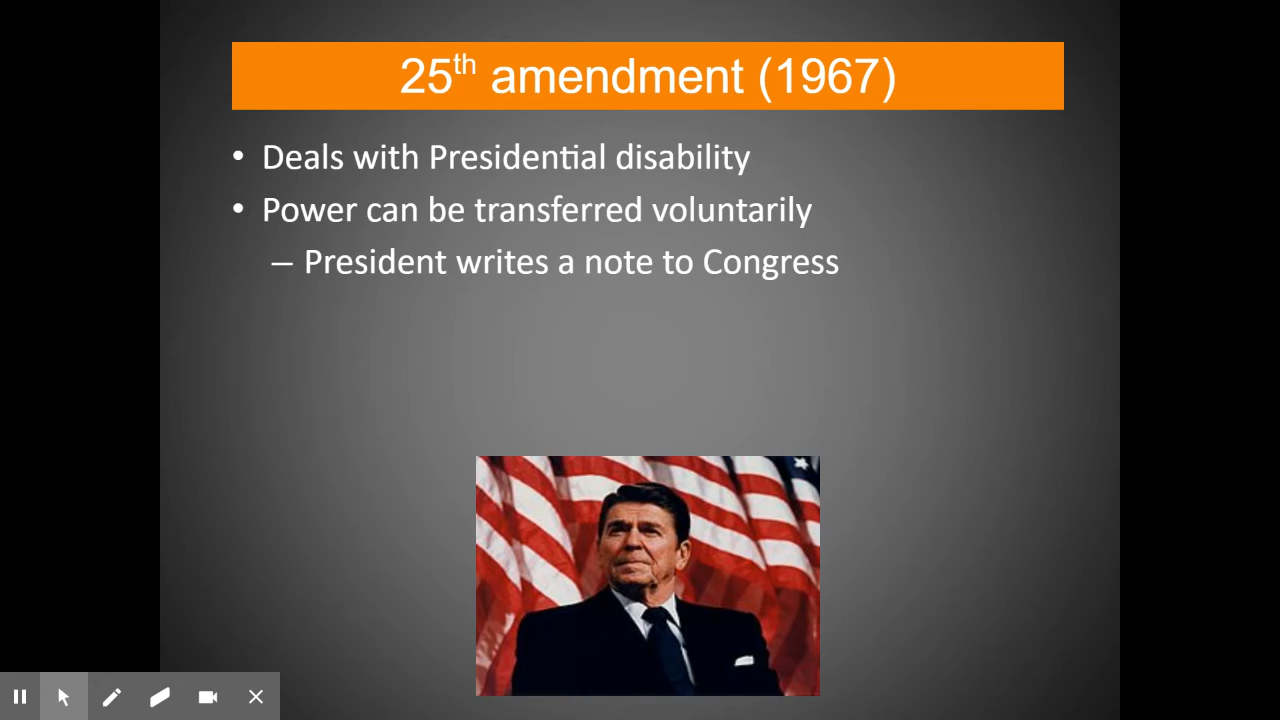 25th amendment (1967)
• Deals with Presidential disability
• Power can be transferred voluntarily
– President writes a note to Congress